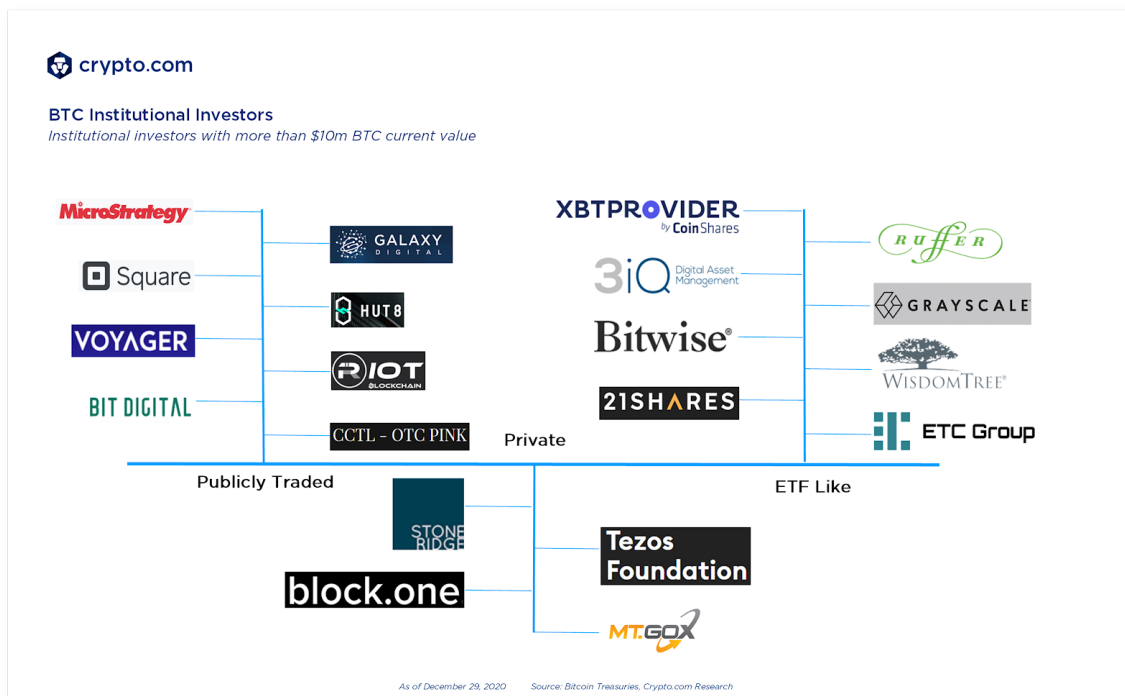 crypto.com
BTC Institutional Investors
Institutional investors with more than $10m BTC current value
MicroStrategy
GALAXY
DIGITAL
Square
HUT 8
VOYAGER
RIOT
BLOCKCHAIN
BIT DIGITAL
CCTL – OTC PINK
Publicly Traded
XBTPROVIDER
by CoinShares
RUFFER
3iQ Digital Asset
Management
GRAYSCALE
Bitwise®
WISDOMTREE®
21SHARES
ETC Group
Private
ETF Like
STONE
RIDGE
Tezos
Foundation
block.one
MT.GOX
As of December 29, 2020 Source: Bitcoin Treasuries, Crypto.com Research